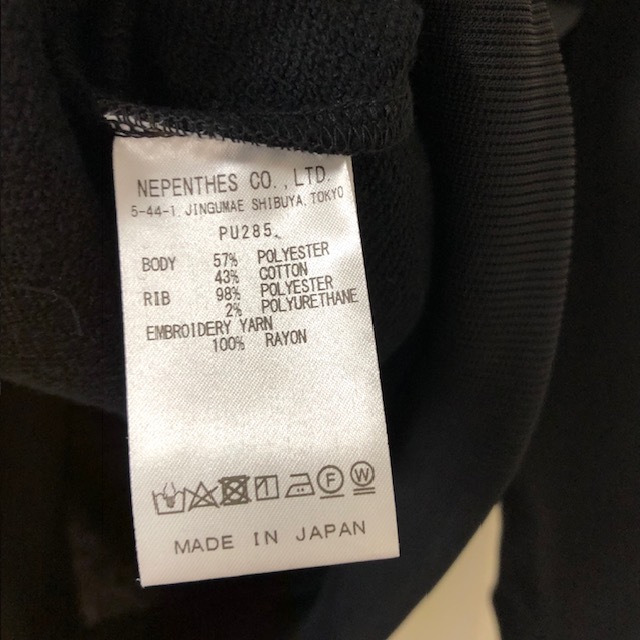 NEPENTHES CO.,LTD.
5-44-1, JINGUMAE SHIBUYA, TOKYO
PU285
BODY 57% POLYESTER
43% COTTON
RIB 98% POLYESTER
2% POLYURETHANE
EMBROIDERY YARN
100% RAYON
F W
MADE IN JAPAN